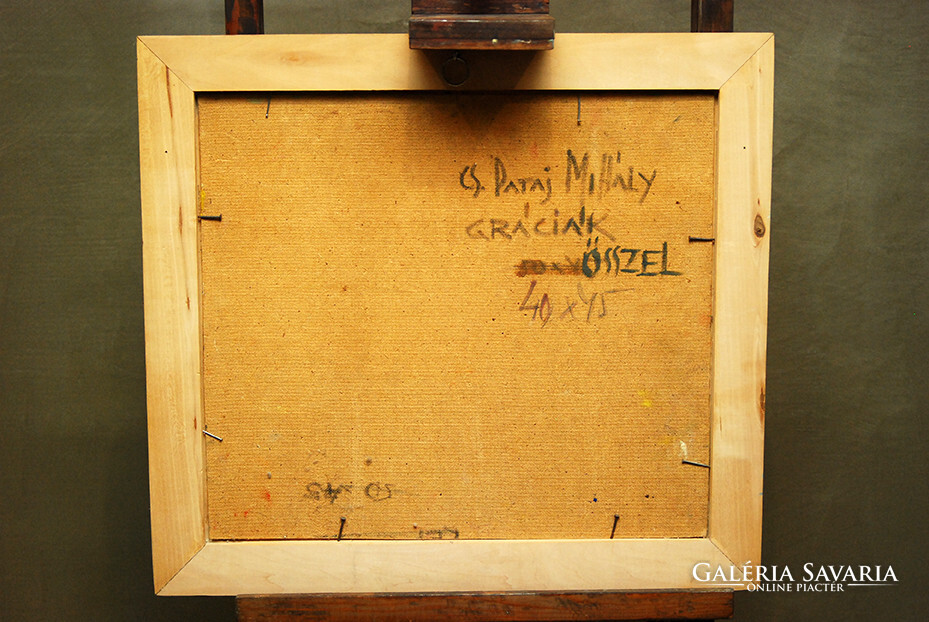 CS. PATAJ MIHÁLY
GRÁCIÁK
ŐSSZEL
40 x 45
GALÉRIA SAVARIA
ONLINE PIACTÉR